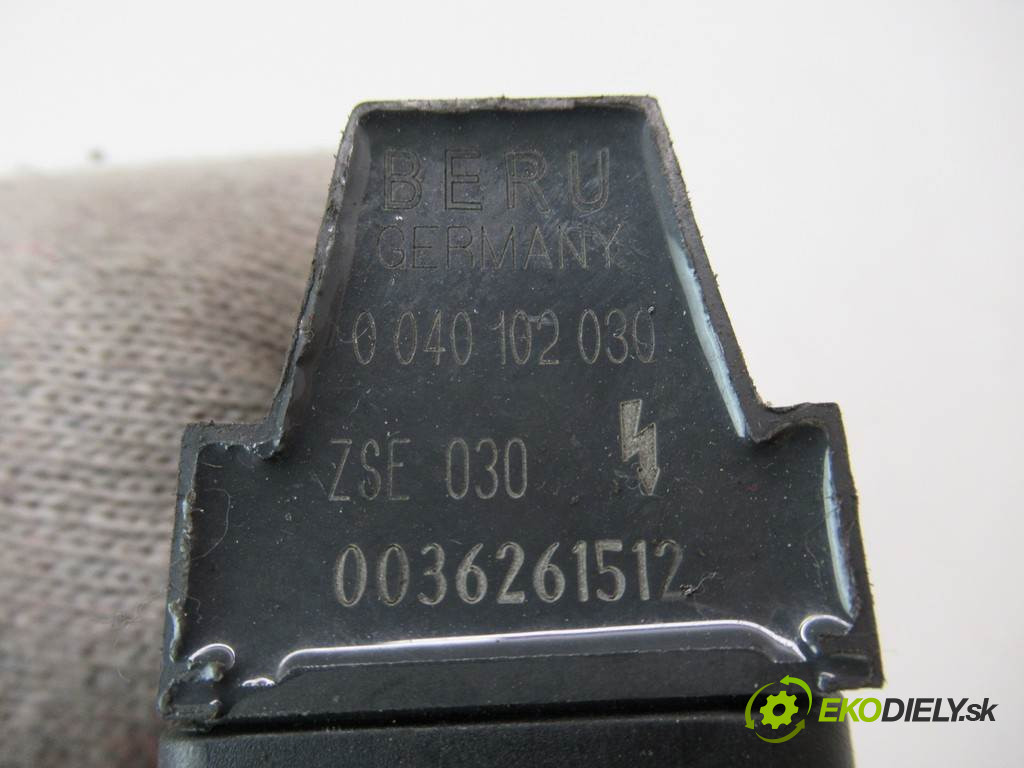 BERU
GERMANY
0 040 102 030
ZSE 030
0036261512
EKODIELY.sk